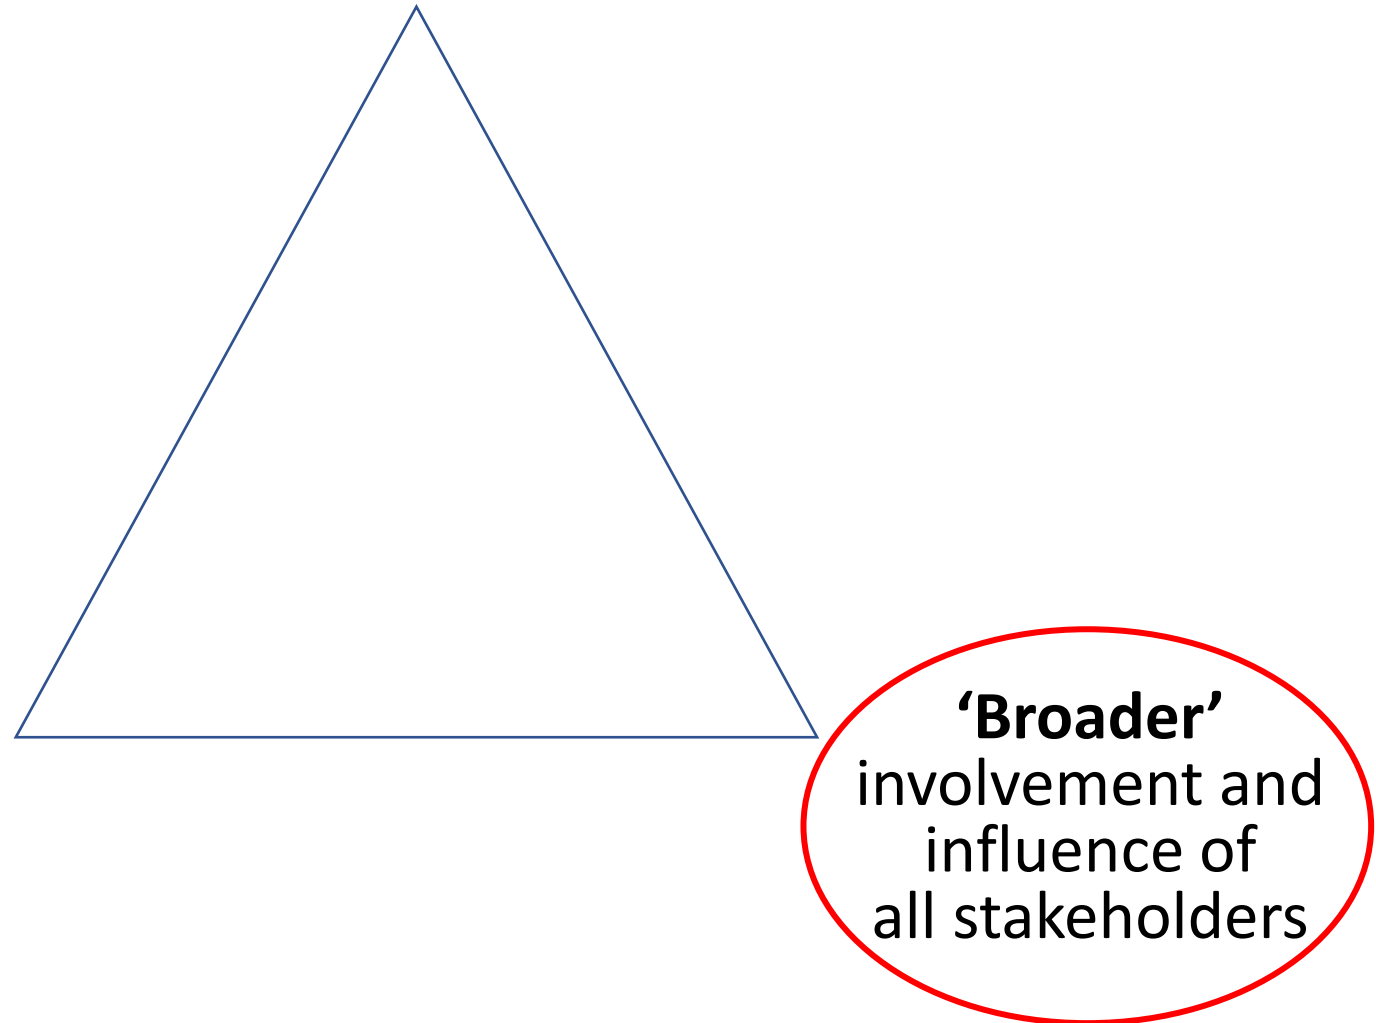 ‘Broader’
involvement and
influence of
all stakeholders